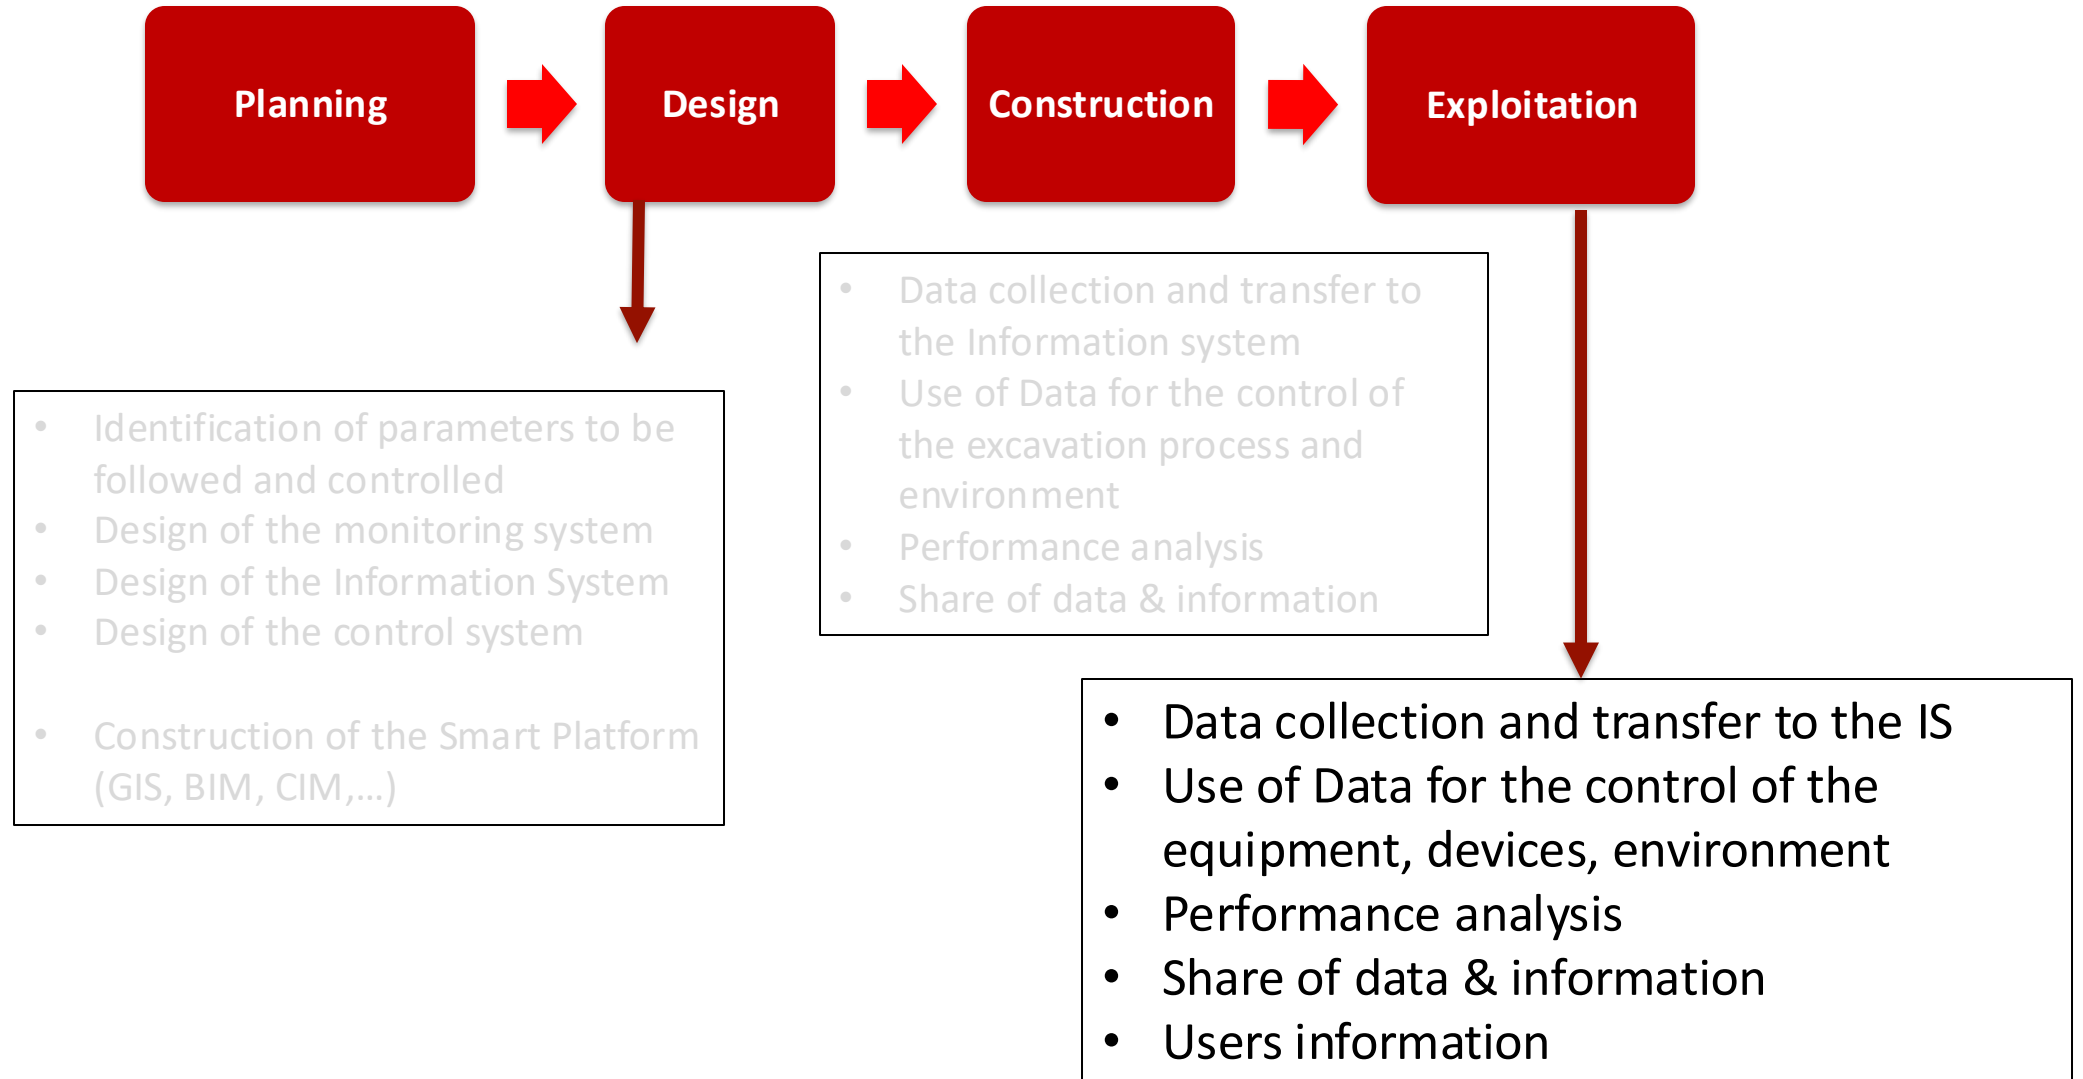 Planning
Design
Construction
Exploitation
• Identification of parameters to be
followed and controlled
• Design of the monitoring system
• Design of the Information System
• Design of the control system
• Construction of the Smart Platform
(GIS, BIM, CIM,...)
• Data collection and transfer to
the Information system
• Use of Data for the control of
the excavation process and
environment
• Performance analysis
• Share of data & information
• Data collection and transfer to the IS
• Use of Data for the control of the
equipment, devices, environment
• Performance analysis
• Share of data & information
• Users information